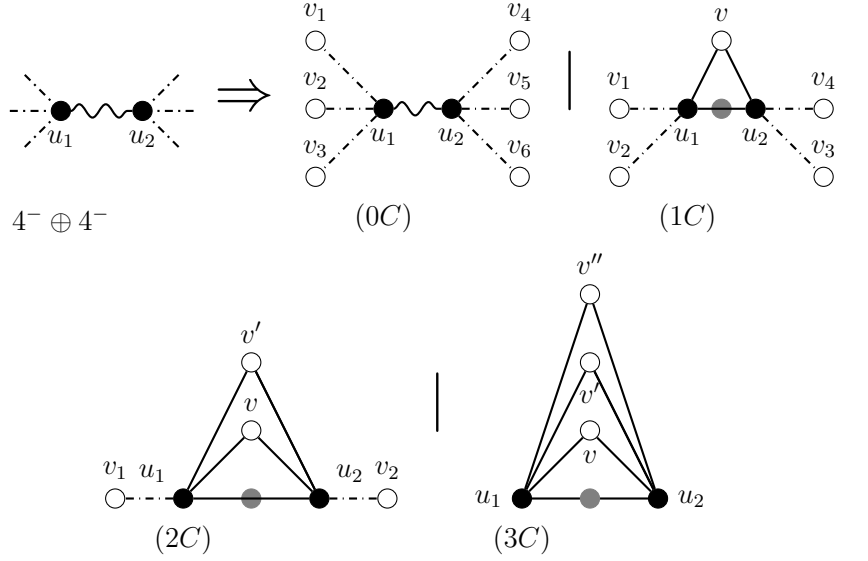 v₁ v₄ v
v₂ v₅ v₁ v₄
u₁ u₂ u₁ u₂ u₁ u₂
v₃ v₆ v₂ v₃
4⁻ ⊕ 4⁻ (0C) (1C)
v″
v′ v′
v v
v₁ u₁ u₂ v₂ u₁ u₂
(2C) (3C)